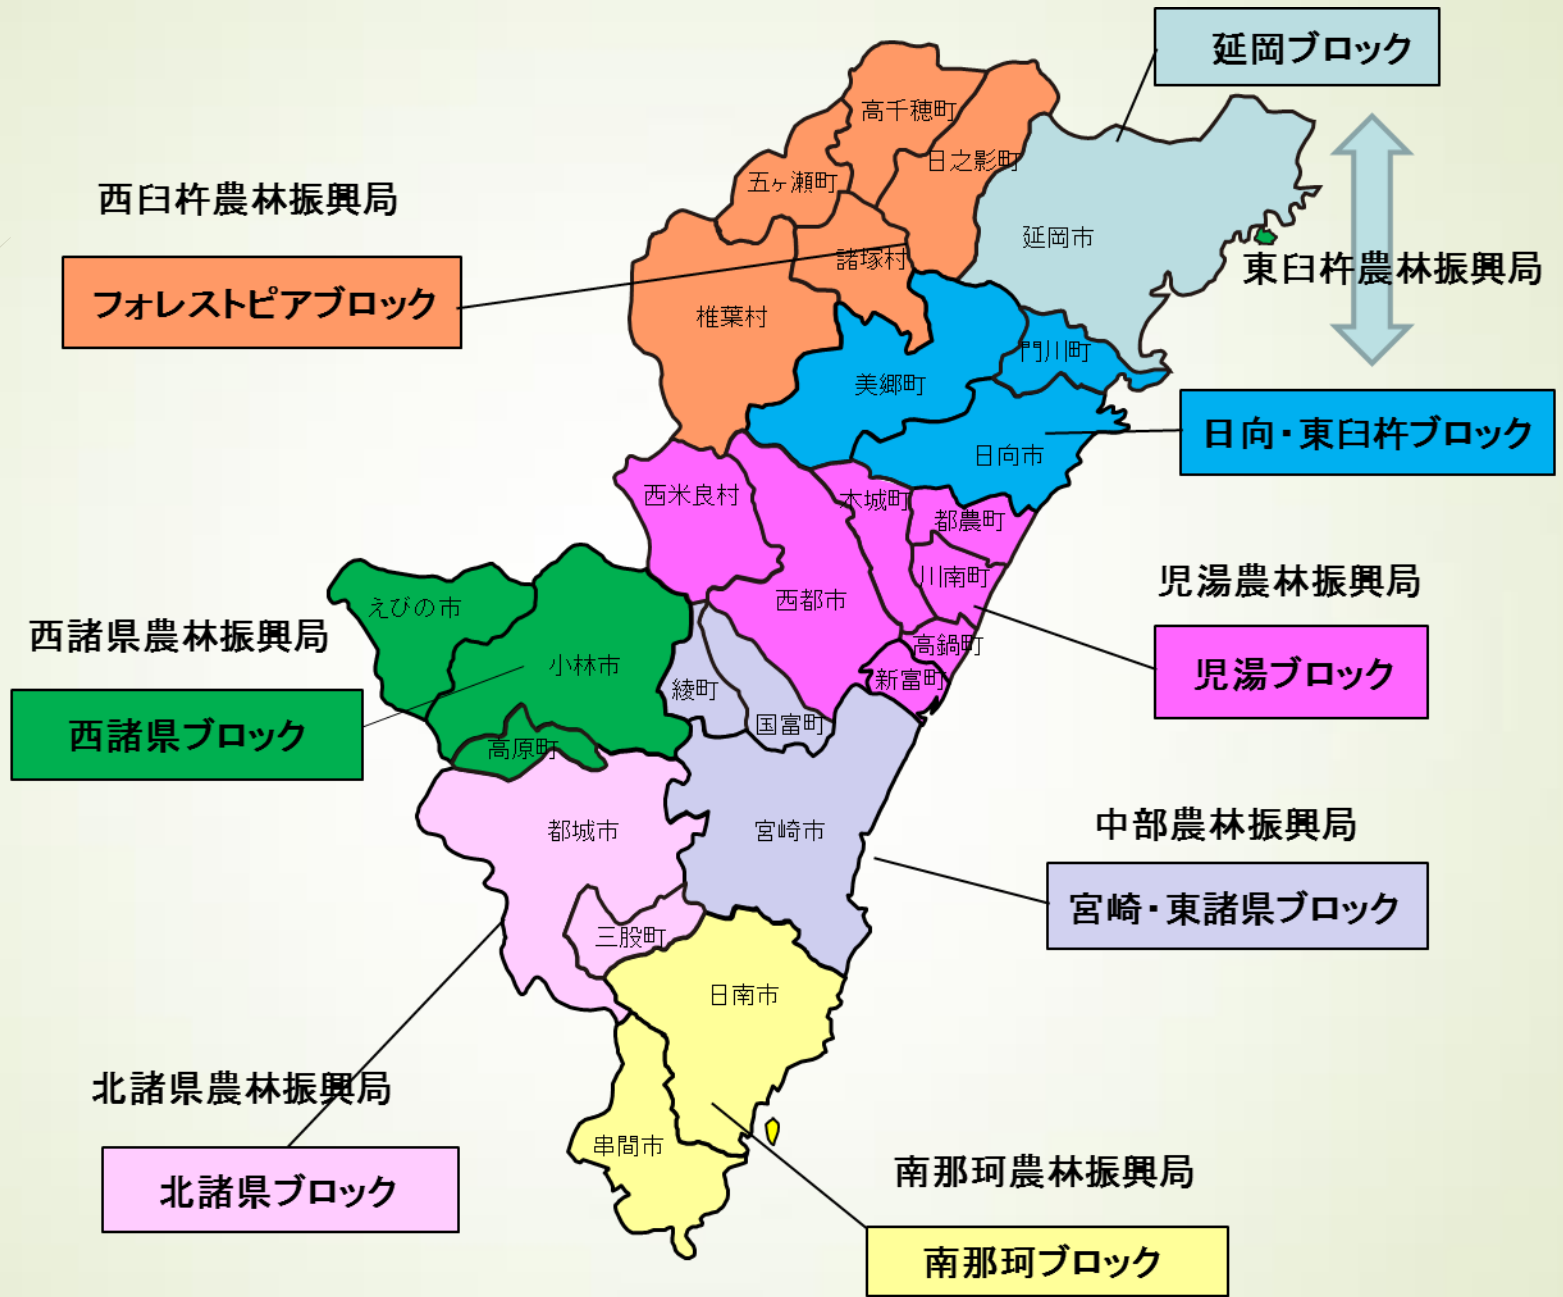 延岡ブロック
高千穂町
日之影町
五ヶ瀬町
西臼杵農林振興局
延岡市
諸塚村
東臼杵農林振興局
フォレストピアブロック
椎葉村
門川町
美郷町
日向・東臼杵ブロック
日向市
西米良村
木城町
都農町
川南町
児湯農林振興局
西都市
えびの市
西諸県農林振興局
高鍋町
小林市
児湯ブロック
新富町
綾町
国富町
西諸県ブロック
高原町
都城市
宮崎市
中部農林振興局
宮崎・東諸県ブロック
三股町
日南市
北諸県農林振興局
串間市
南那珂農林振興局
北諸県ブロック
南那珂ブロック